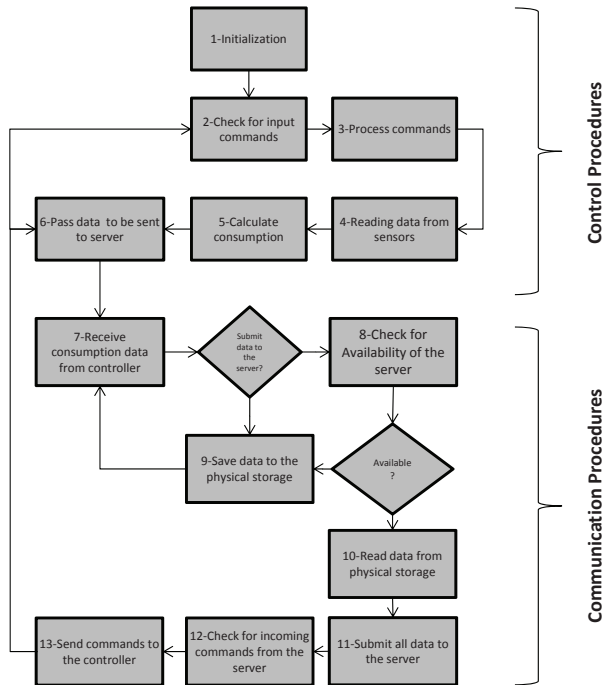 1-Initialization
2-Check for input
commands
3-Process commands
6-Pass data to be sent
to server
5-Calculate
consumption
4-Reading data from
sensors
Control Procedures
7-Receive
consumption data
from controller
Submit
data to
the
server?
8-Check for
Availability of the
server
9-Save data to the
physical storage
Available
?
10-Read data from
physical storage
13-Send commands to
the controller
12-Check for incoming
commands from the
server
11-Submit all data to
the server
Communication Procedures